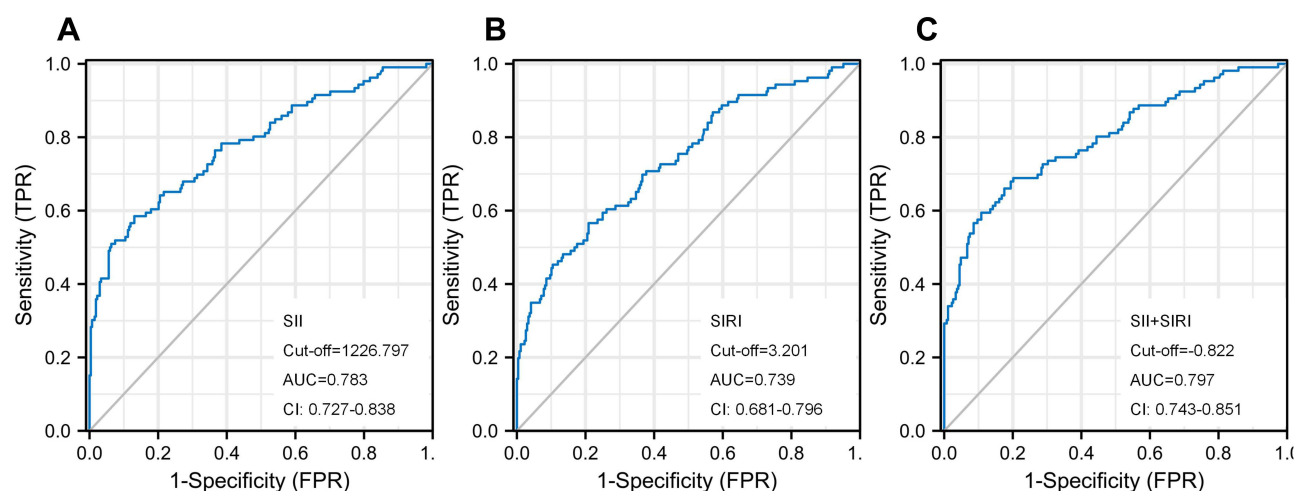 A
B
C
Sensitivity (TPR)
1.0
0.8
0.6
0.4
0.2
0.0
SII
Cut-off=1226.797
AUC=0.783
CI: 0.727-0.838
0.0 0.2 0.4 0.6 0.8 1.
1-Specificity (FPR)
Sensitivity (TPR)
1.0
0.8
0.6
0.4
0.2
0.0
SIRI
Cut-off=3.201
AUC=0.739
CI: 0.681-0.796
0.0 0.2 0.4 0.6 0.8 1.
1-Specificity (FPR)
Sensitivity (TPR)
1.0
0.8
0.6
0.4
0.2
0.0
SII+SIRI
Cut-off=-0.822
AUC=0.797
CI: 0.743-0.851
0.0 0.2 0.4 0.6 0.8 1.0
1-Specificity (FPR)